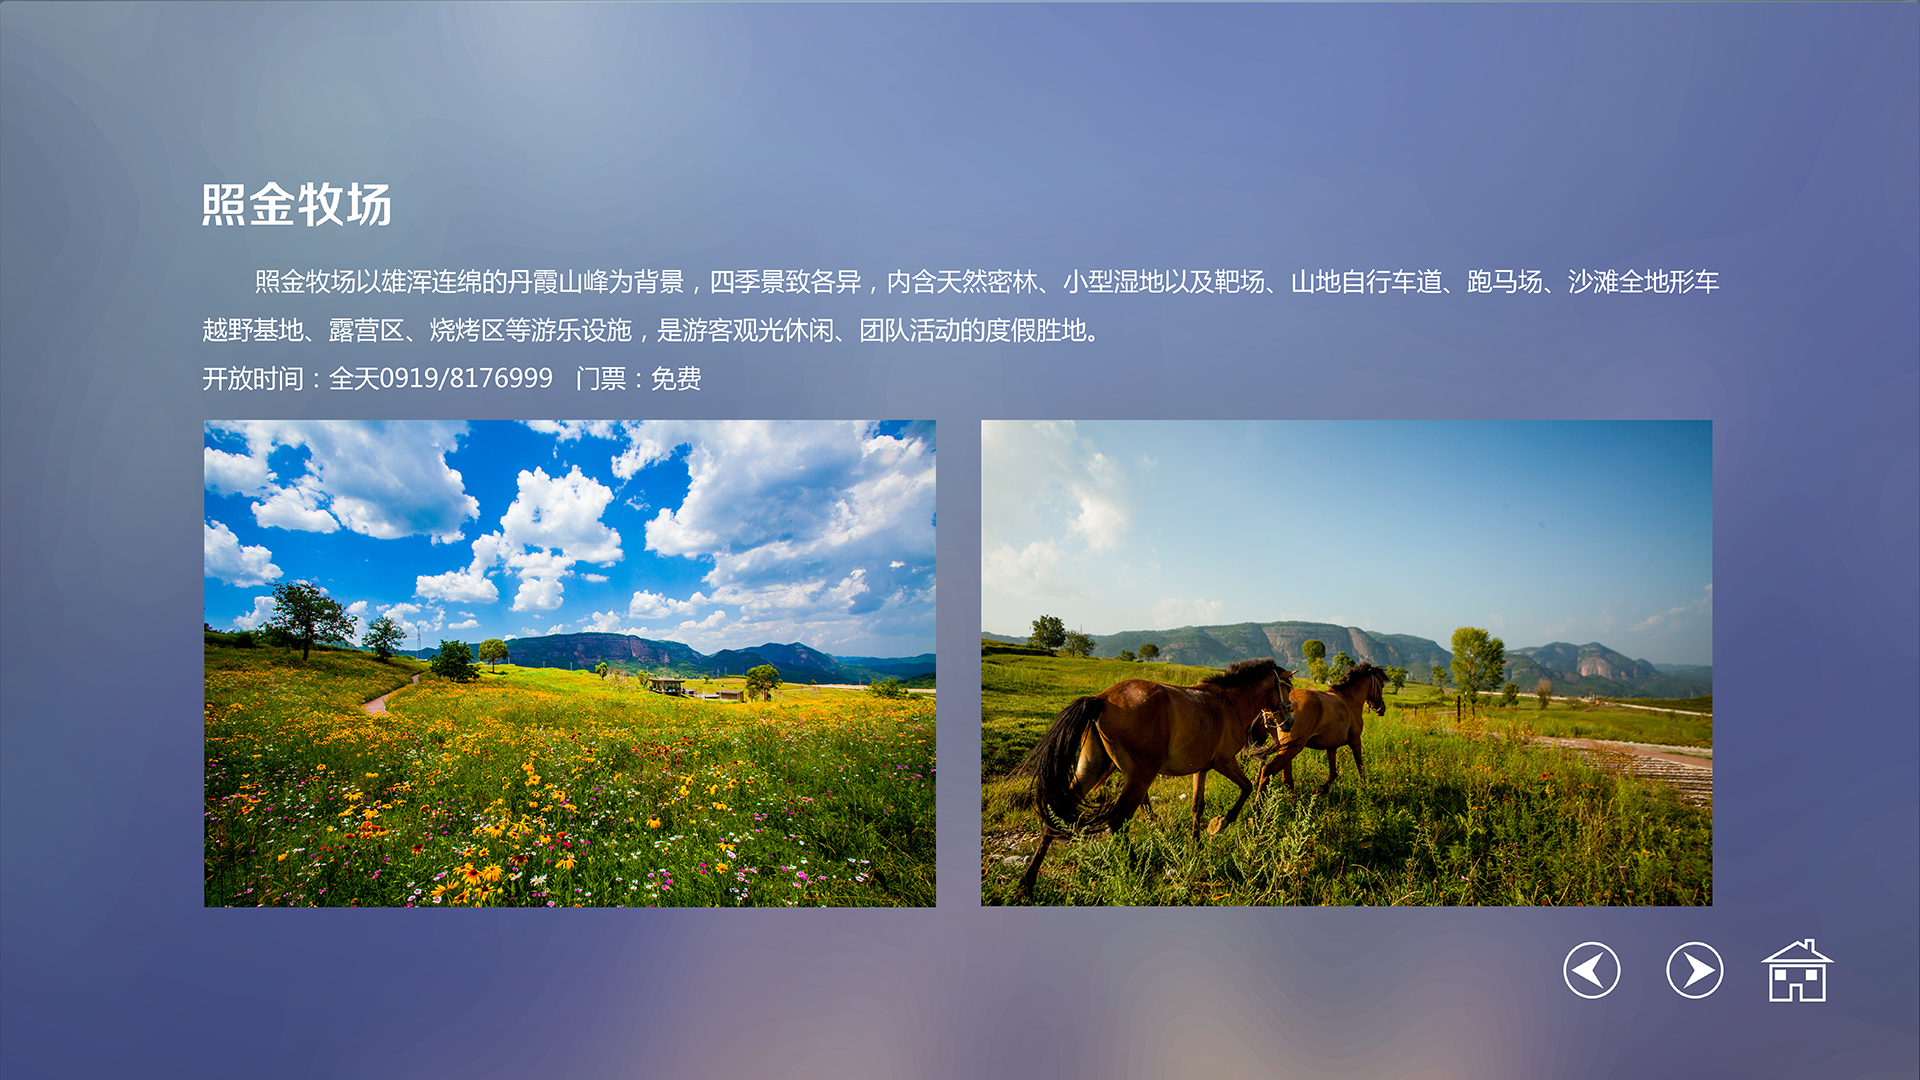 照金牧场
照金牧场以雄浑连绵的丹霞山峰为背景，四季景致各异，内含天然密林、小型湿地以及靶场、山地自行车道、跑马场、沙滩全地形车
越野基地、露营区、烧烤区等游乐设施，是游客观光休闲、团队活动的度假胜地。
开放时间：全天0919/8176999 门票：免费